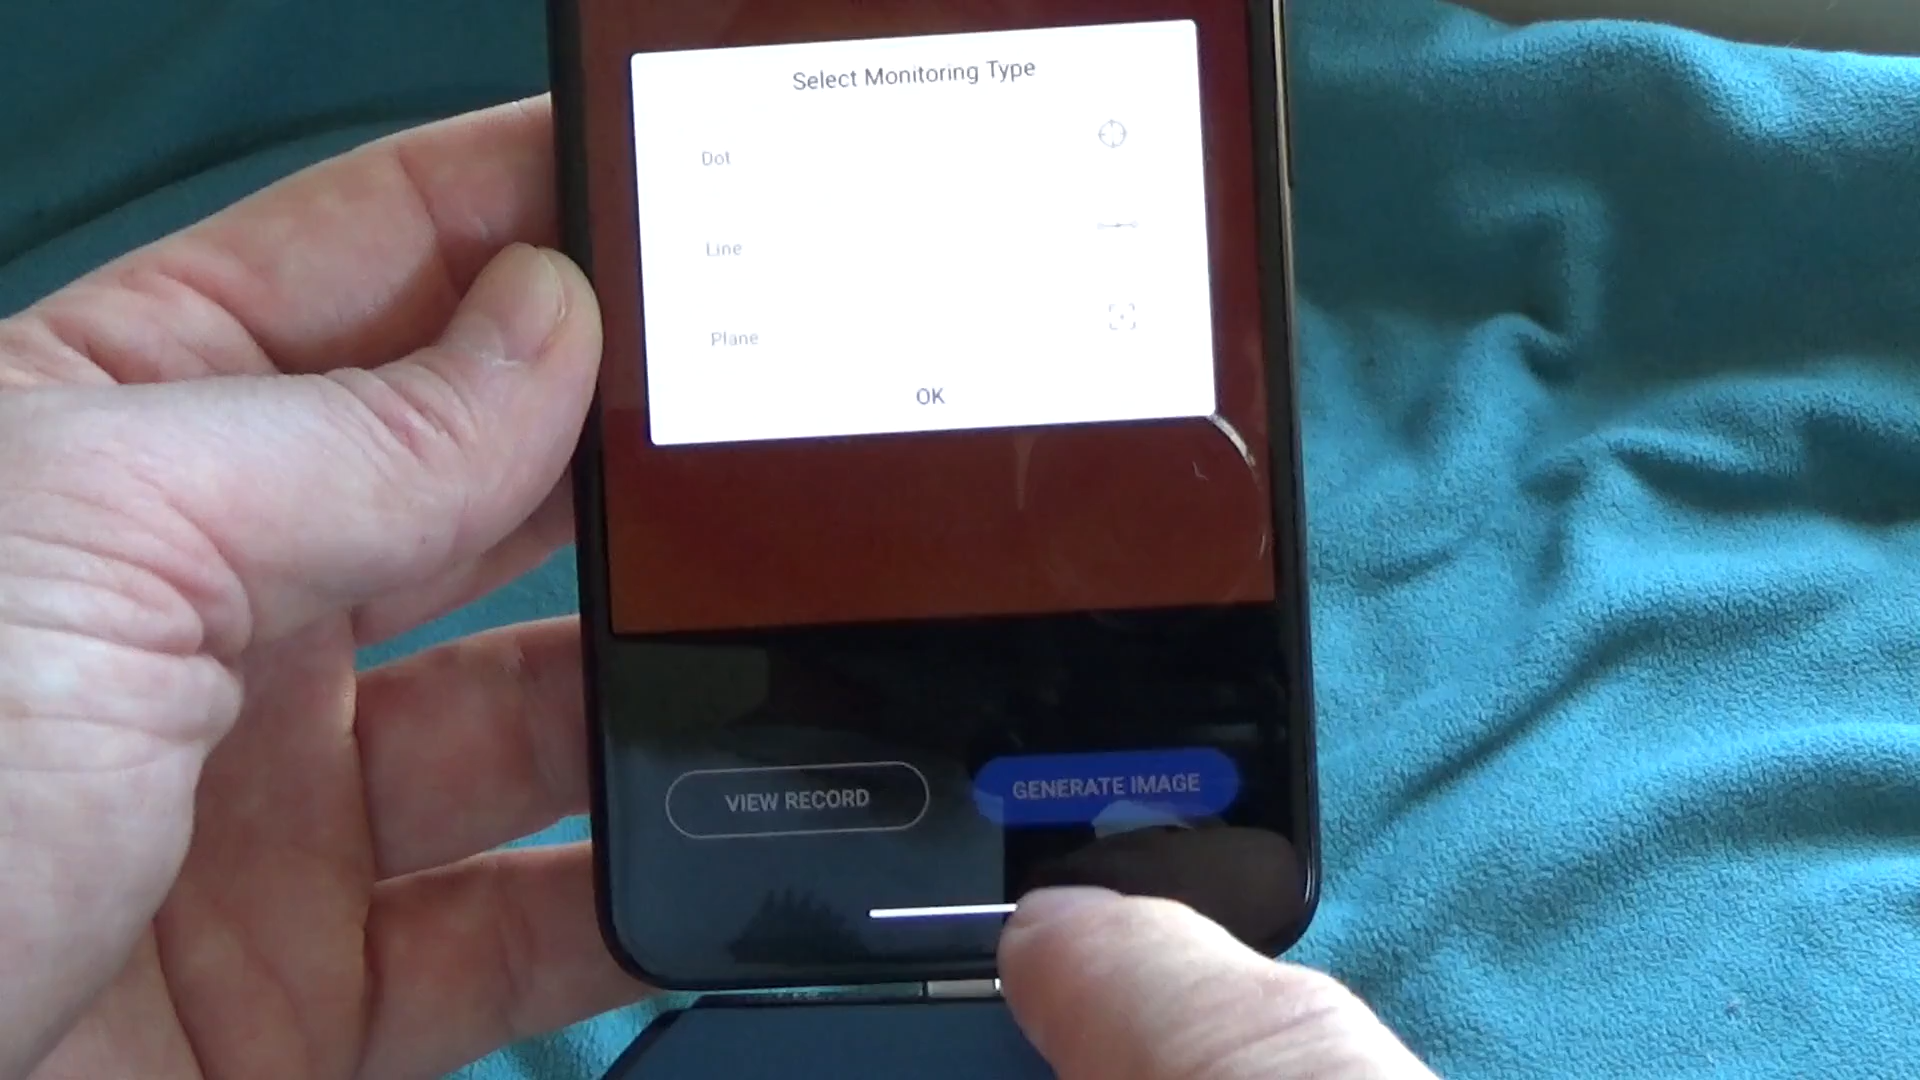 Select Monitoring Type
Dot
Line
Plane
OK
VIEW RECORD
GENERATE IMAGE